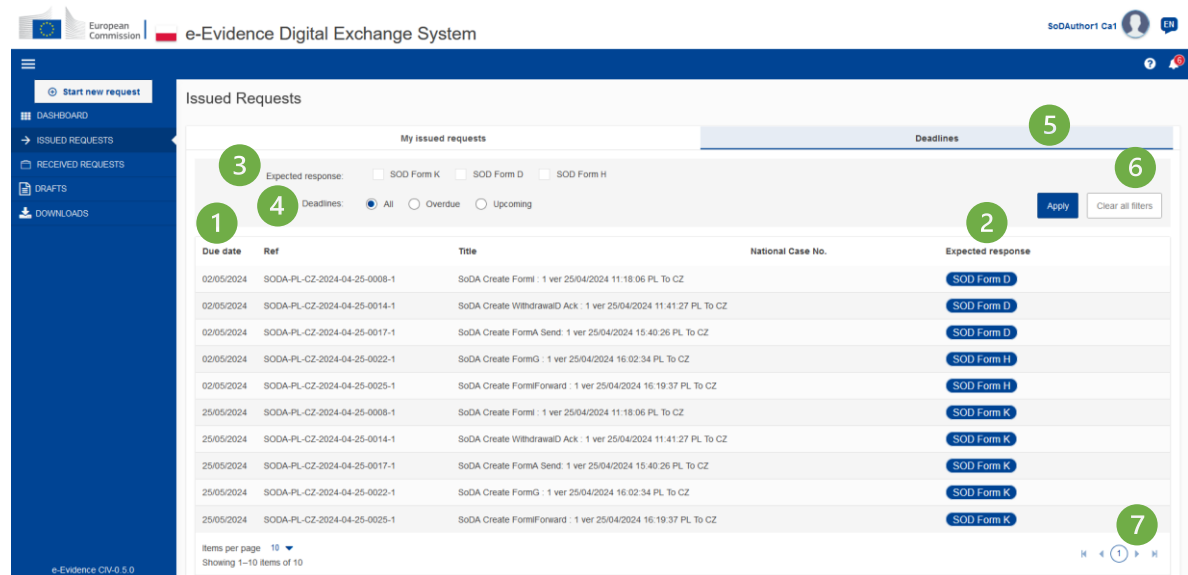 European
Commission
e-Evidence Digital Exchange System
SoDAuthor1 Ca1
EN
6
Start new request
DASHBOARD
ISSUED REQUESTS
RECEIVED REQUESTS
DRAFTS
DOWNLOADS
e-Evidence CIV-0.5.0
Issued Requests
My issued requests Deadlines 5
3 Expected response: SOD Form K SOD Form D SOD Form H 6
4 Deadlines: All Overdue Upcoming Apply Clear all filters
1 2
Due date Ref Title National Case No. Expected response
02/05/2024 SODA-PL-CZ-2024-04-25-0008-1 SoDA Create FormI : 1 ver 25/04/2024 11:18.06 PL To CZ SOD Form D
02/05/2024 SODA-PL-CZ-2024-04-25-0014-1 SoDA Create WithdrawalD Ack : 1 ver 25/04/2024 11:41:27 PL To CZ SOD Form D
02/05/2024 SODA-PL-CZ-2024-04-25-0017-1 SoDA Create FormA Send: 1 ver 25/04/2024 15:40:26 PL To CZ SOD Form D
02/05/2024 SODA-PL-CZ-2024-04-25-0022-1 SoDA Create FormG : 1 ver 25/04/2024 16:02:34 PL To CZ SOD Form H
02/05/2024 SODA-PL-CZ-2024-04-25-0025-1 SoDA Create FormIForward : 1 ver 25/04/2024 16:19:37 PL To CZ SOD Form H
25/05/2024 SODA-PL-CZ-2024-04-25-0008-1 SoDA Create FormI : 1 ver 25/04/2024 11:18.06 PL To CZ SOD Form K
25/05/2024 SODA-PL-CZ-2024-04-25-0014-1 SoDA Create WithdrawalD Ack : 1 ver 25/04/2024 11:41:27 PL To CZ SOD Form K
25/05/2024 SODA-PL-CZ-2024-04-25-0017-1 SoDA Create FormA Send: 1 ver 25/04/2024 15:40:26 PL To CZ SOD Form K
25/05/2024 SODA-PL-CZ-2024-04-25-0022-1 SoDA Create FormG : 1 ver 25/04/2024 16:02:34 PL To CZ SOD Form K
25/05/2024 SODA-PL-CZ-2024-04-25-0025-1 SoDA Create FormIForward : 1 ver 25/04/2024 16:19:37 PL To CZ SOD Form K
7
Items per page 10
1
Showing 1–10 items of 10